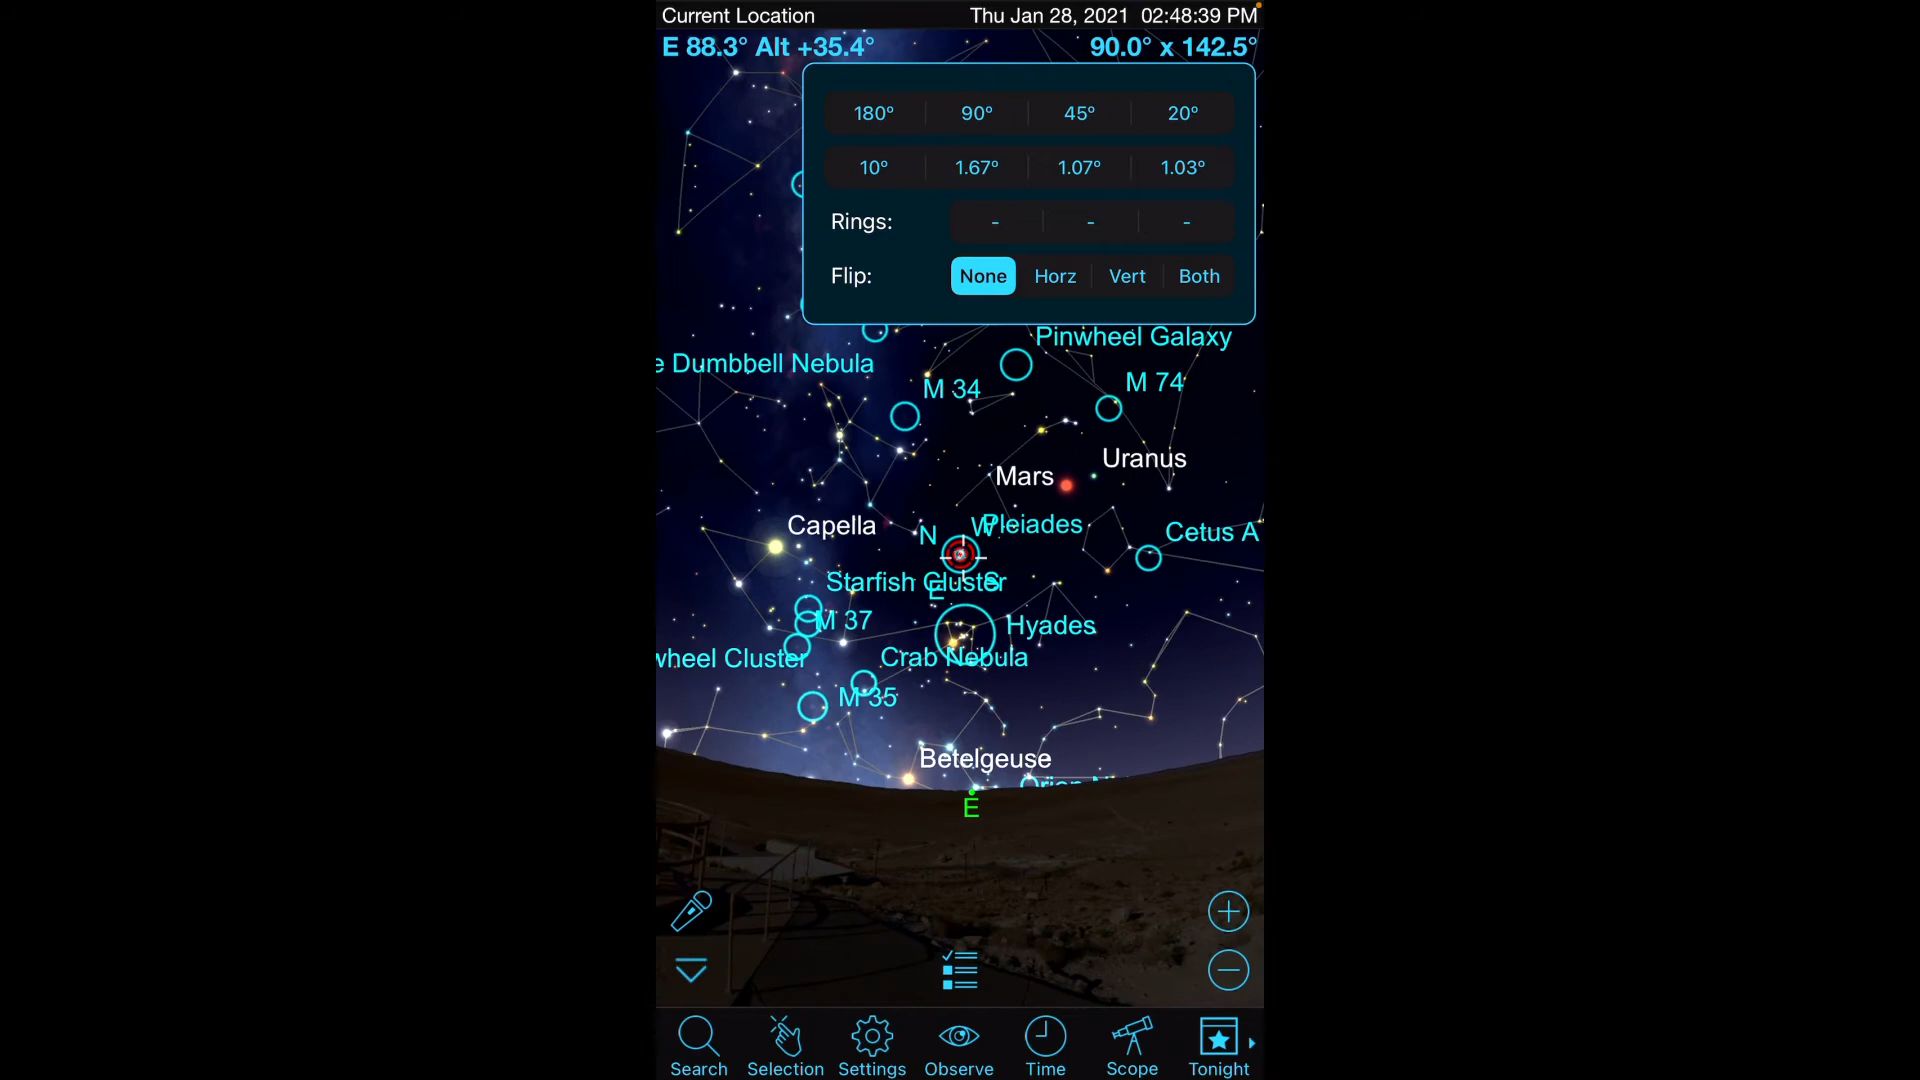 Current Location
Thu Jan 28, 2021 02:48:39 PM
E 88.3° Alt +35.4°
90.0° x 142.5°
180° 90° 45° 20°
10° 1.67° 1.07° 1.03°
Rings: - - -
Flip: None Horz Vert Both
Pinwheel Galaxy
e Dumbbell Nebula
M 34
M 74
Uranus
Mars
Capella
N
W
Pleiades
Cetus A
Starfish Cluster
E
S
M 37
Hyades
wheel Cluster
Crab Nebula
M 35
Betelgeuse
E
Search Selection Settings Observe Time Scope Tonight